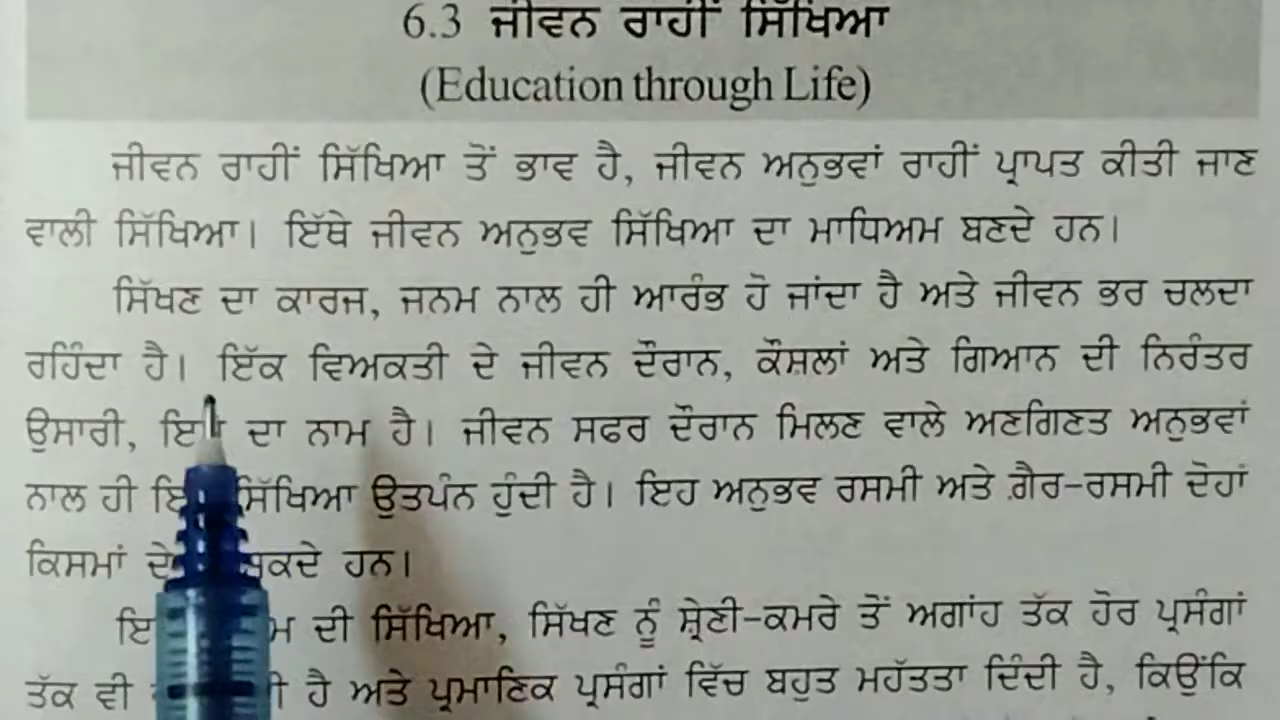 6.3 ਜੀਵਨ ਰਾਹੀਂ ਸਿੱਖਿਆ
(Education through Life)
ਜੀਵਨ ਰਾਹੀਂ ਸਿੱਖਿਆ ਤੋਂ ਭਾਵ ਹੈ, ਜੀਵਨ ਅਨੁਭਵਾਂ ਰਾਹੀਂ ਪ੍ਰਾਪਤ ਕੀਤੀ ਜਾਣ
ਵਾਲੀ ਸਿੱਖਿਆ। ਇੱਥੇ ਜੀਵਨ ਅਨੁਭਵ ਸਿੱਖਿਆ ਦਾ ਮਾਧਿਅਮ ਬਣਦੇ ਹਨ।
ਸਿੱਖਣ ਦਾ ਕਾਰਜ, ਜਨਮ ਨਾਲ ਹੀ ਆਰੰਭ ਹੋ ਜਾਂਦਾ ਹੈ ਅਤੇ ਜੀਵਨ ਭਰ ਚਲਦਾ
ਰਹਿੰਦਾ ਹੈ। ਇੱਕ ਵਿਅਕਤੀ ਦੇ ਜੀਵਨ ਦੌਰਾਨ, ਕੌਸ਼ਲਾਂ ਅਤੇ ਗਿਆਨ ਦੀ ਨਿਰੰਤਰ
ਉਸਾਰੀ, ਦਾ ਨਾਮ ਹੈ। ਜੀਵਨ ਸਫਰ ਦੌਰਾਨ ਮਿਲਣ ਵਾਲੇ ਅਣਗਿਣਤ ਅਨੁਭਵਾਂ
ਨਾਲ ਹੀ ਸਿੱਖਿਆ ਉਤਪੰਨ ਹੁੰਦੀ ਹੈ। ਇਹ ਅਨੁਭਵ ਰਸਮੀ ਅਤੇ ਗ਼ੈਰ-ਰਸਮੀ ਦੋਹਾਂ
ਕਿਸਮਾਂ ਦੇ ਹਨ।
ਦੀ ਸਿੱਖਿਆ, ਸਿੱਖਣ ਨੂੰ ਸ਼੍ਰੇਣੀ-ਕਮਰੇ ਤੋਂ ਅਗਾਂਹ ਤੱਕ ਹੋਰ ਪ੍ਰਸੰਗਾਂ
ਤੱਕ ਵੀ ਹੈ ਅਤੇ ਪ੍ਰਮਾਣਿਕ ਪ੍ਰਸੰਗਾਂ ਵਿੱਚ ਬਹੁਤ ਮਹੱਤਤਾ ਦਿੰਦੀ ਹੈ, ਕਿਉਂਕਿ